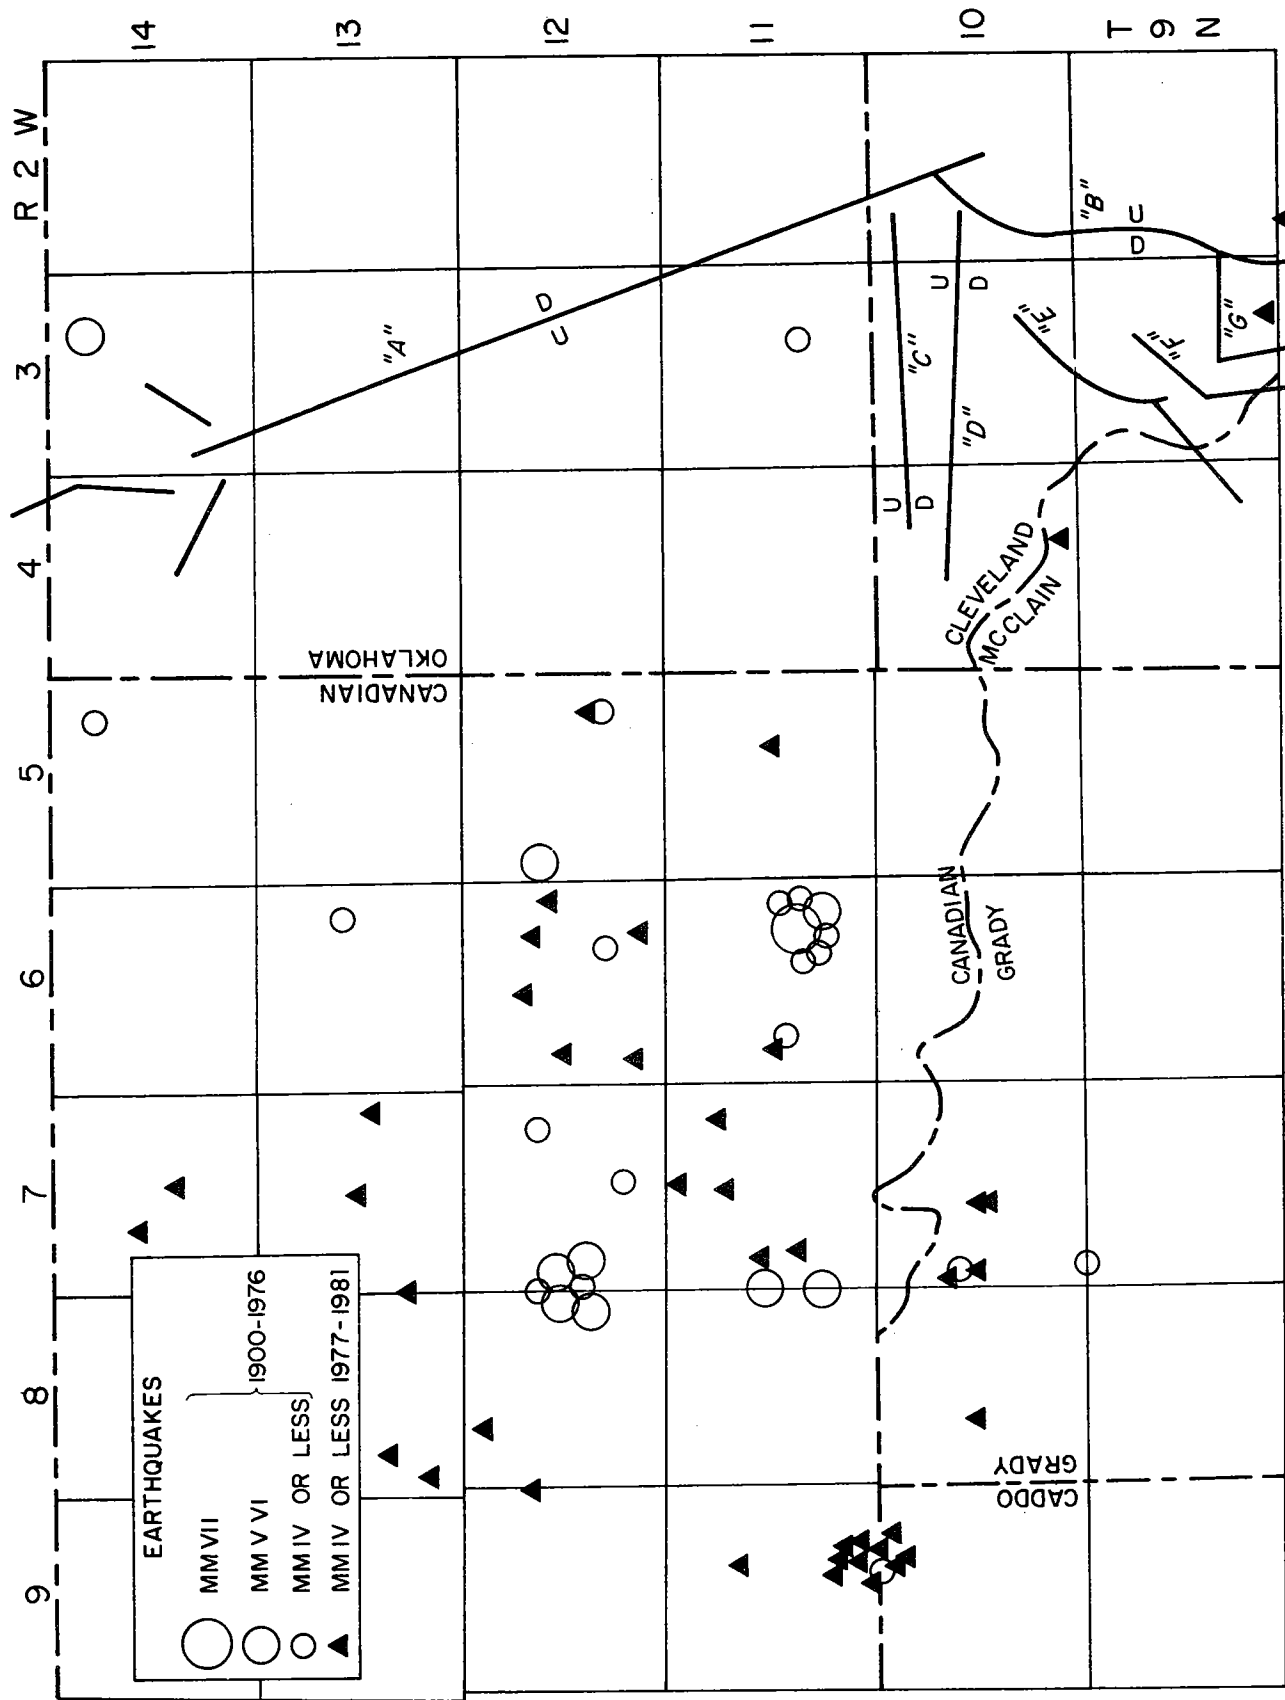 9 8 7 6 5 4 3 R 2 W
14
13
12
11
10
T
9
N
EARTHQUAKES
MM VII
MM V VI
1900-1976
MM IV OR LESS
MM IV OR LESS 1977-1981
CANADIAN
OKLAHOMA
"A"
D
U
U
D
"C"
U
D
"D"
"B"
D U
"E"
"F"
"G"
CLEVELAND
MC CLAIN
CANADIAN
GRADY
CADDO
GRADY